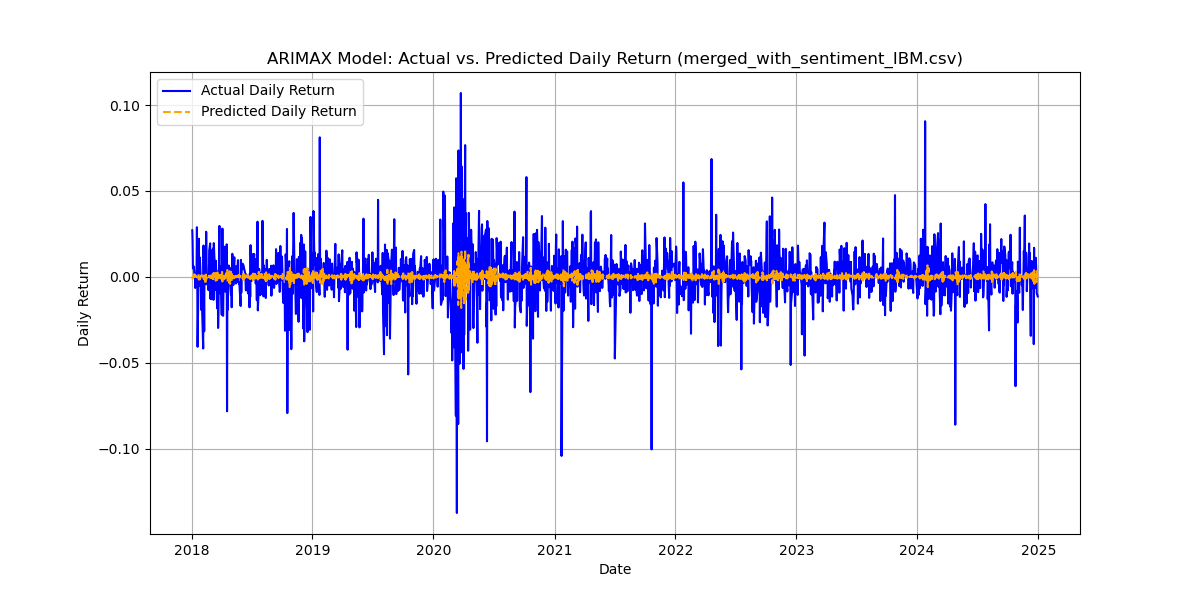 ARIMAX Model: Actual vs. Predicted Daily Return (merged_with_sentiment_IBM.csv)
Actual Daily Return
Predicted Daily Return
0.10
0.05
0.00
−0.05
−0.10
Daily Return
2018 2019 2020 2021 2022 2023 2024 2025
Date